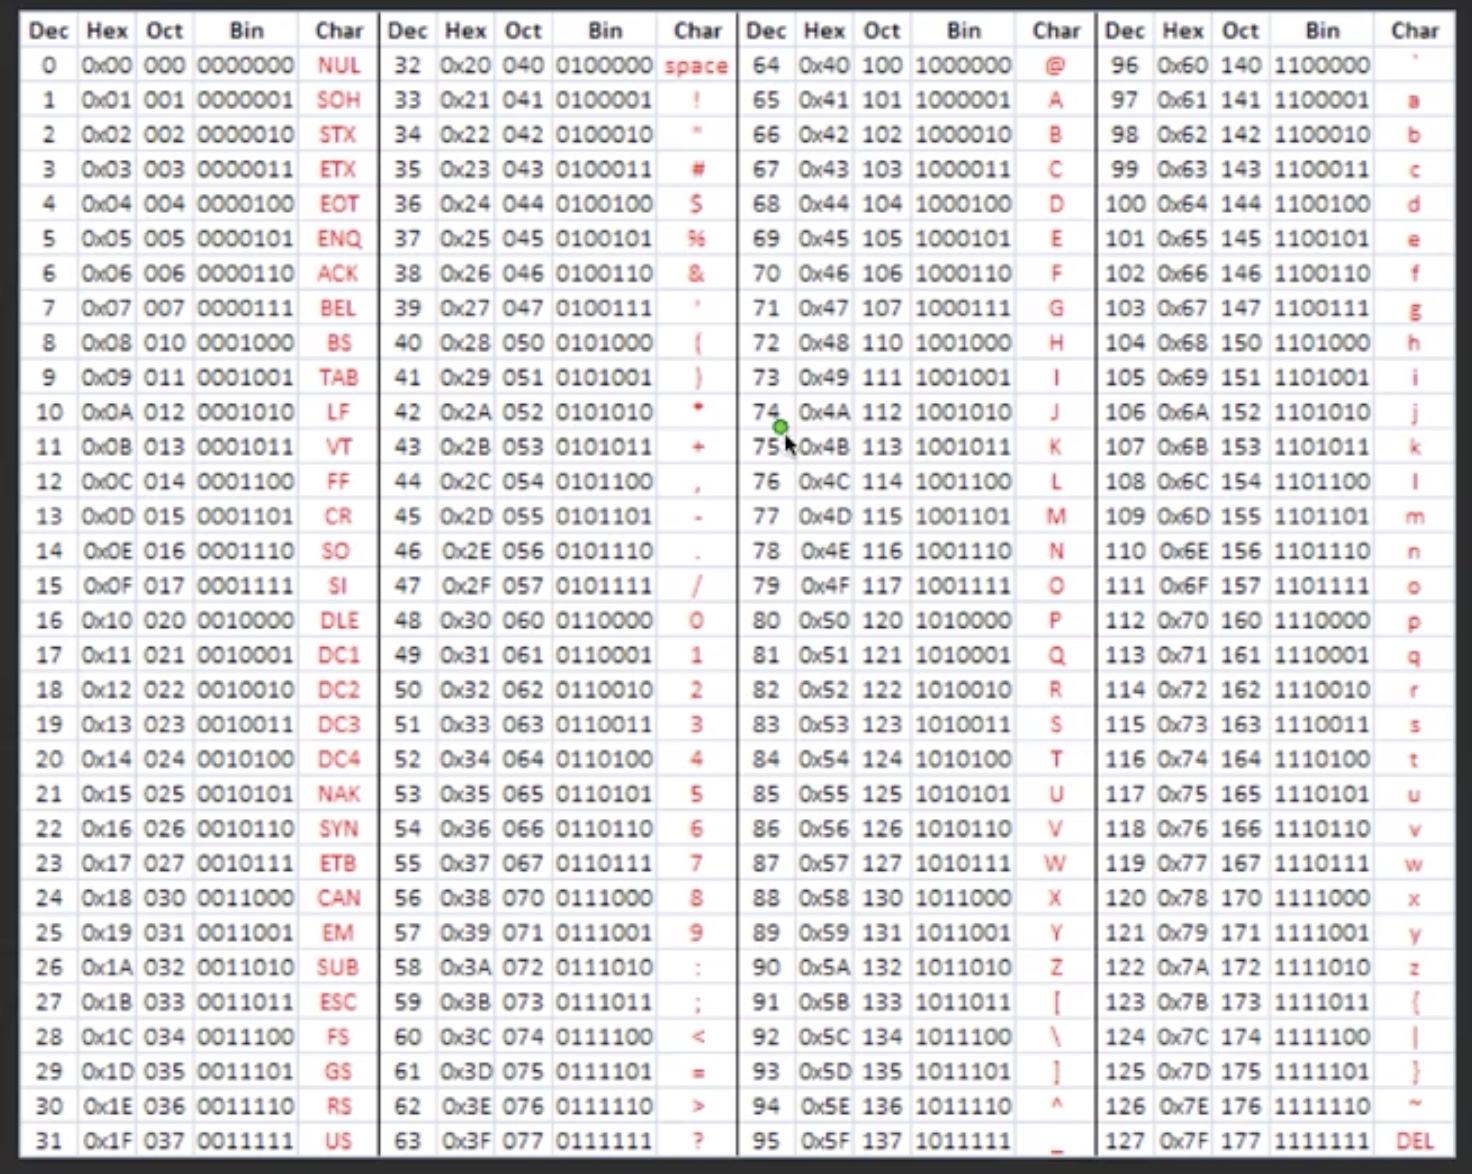 Dec Hex Oct Bin Char Dec Hex Oct Bin Char Dec Hex Oct Bin Char Dec Hex Oct Bin Char
0 0x00 000 0000000 NUL 32 0x20 040 0100000 space 64 0x40 100 1000000 @ 96 0x60 140 1100000 `
1 0x01 001 0000001 SOH 33 0x21 041 0100001 ! 65 0x41 101 1000001 A 97 0x61 141 1100001 a
2 0x02 002 0000010 STX 34 0x22 042 0100010 " 66 0x42 102 1000010 B 98 0x62 142 1100010 b
3 0x03 003 0000011 ETX 35 0x23 043 0100011 # 67 0x43 103 1000011 C 99 0x63 143 1100011 c
4 0x04 004 0000100 EOT 36 0x24 044 0100100 $ 68 0x44 104 1000100 D 100 0x64 144 1100100 d
5 0x05 005 0000101 ENQ 37 0x25 045 0100101 % 69 0x45 105 1000101 E 101 0x65 145 1100101 e
6 0x06 006 0000110 ACK 38 0x26 046 0100110 & 70 0x46 106 1000110 F 102 0x66 146 1100110 f
7 0x07 007 0000111 BEL 39 0x27 047 0100111 ' 71 0x47 107 1000111 G 103 0x67 147 1100111 g
8 0x08 010 0001000 BS 40 0x28 050 0101000 ( 72 0x48 110 1001000 H 104 0x68 150 1101000 h
9 0x09 011 0001001 TAB 41 0x29 051 0101001 ) 73 0x49 111 1001001 I 105 0x69 151 1101001 i
10 0x0A 012 0001010 LF 42 0x2A 052 0101010 * 74 0x4A 112 1001010 J 106 0x6A 152 1101010 j
11 0x0B 013 0001011 VT 43 0x2B 053 0101011 + 75 0x4B 113 1001011 K 107 0x6B 153 1101011 k
12 0x0C 014 0001100 FF 44 0x2C 054 0101100 , 76 0x4C 114 1001100 L 108 0x6C 154 1101100 l
13 0x0D 015 0001101 CR 45 0x2D 055 0101101 - 77 0x4D 115 1001101 M 109 0x6D 155 1101101 m
14 0x0E 016 0001110 SO 46 0x2E 056 0101110 . 78 0x4E 116 1001110 N 110 0x6E 156 1101110 n
15 0x0F 017 0001111 SI 47 0x2F 057 0101111 / 79 0x4F 117 1001111 O 111 0x6F 157 1101111 o
16 0x10 020 0010000 DLE 48 0x30 060 0110000 0 80 0x50 120 1010000 P 112 0x70 160 1110000 p
17 0x11 021 0010001 DC1 49 0x31 061 0110001 1 81 0x51 121 1010001 Q 113 0x71 161 1110001 q
18 0x12 022 0010010 DC2 50 0x32 062 0110010 2 82 0x52 122 1010010 R 114 0x72 162 1110010 r
19 0x13 023 0010011 DC3 51 0x33 063 0110011 3 83 0x53 123 1010011 S 115 0x73 163 1110011 s
20 0x14 024 0010100 DC4 52 0x34 064 0110100 4 84 0x54 124 1010100 T 116 0x74 164 1110100 t
21 0x15 025 0010101 NAK 53 0x35 065 0110101 5 85 0x55 125 1010101 U 117 0x75 165 1110101 u
22 0x16 026 0010110 SYN 54 0x36 066 0110110 6 86 0x56 126 1010110 V 118 0x76 166 1110110 v
23 0x17 027 0010111 ETB 55 0x37 067 0110111 7 87 0x57 127 1010111 W 119 0x77 167 1110111 w
24 0x18 030 0011000 CAN 56 0x38 070 0111000 8 88 0x58 130 1011000 X 120 0x78 170 1111000 x
25 0x19 031 0011001 EM 57 0x39 071 0111001 9 89 0x59 131 1011001 Y 121 0x79 171 1111001 y
26 0x1A 032 0011010 SUB 58 0x3A 072 0111010 : 90 0x5A 132 1011010 Z 122 0x7A 172 1111010 z
27 0x1B 033 0011011 ESC 59 0x3B 073 0111011 ; 91 0x5B 133 1011011 [ 123 0x7B 173 1111011 {
28 0x1C 034 0011100 FS 60 0x3C 074 0111100 < 92 0x5C 134 1011100 \ 124 0x7C 174 1111100 |
29 0x1D 035 0011101 GS 61 0x3D 075 0111101 = 93 0x5D 135 1011101 ] 125 0x7D 175 1111101 }
30 0x1E 036 0011110 RS 62 0x3E 076 0111110 > 94 0x5E 136 1011110 ^ 126 0x7E 176 1111110 ~
31 0x1F 037 0011111 US 63 0x3F 077 0111111 ? 95 0x5F 137 1011111 _ 127 0x7F 177 1111111 DEL